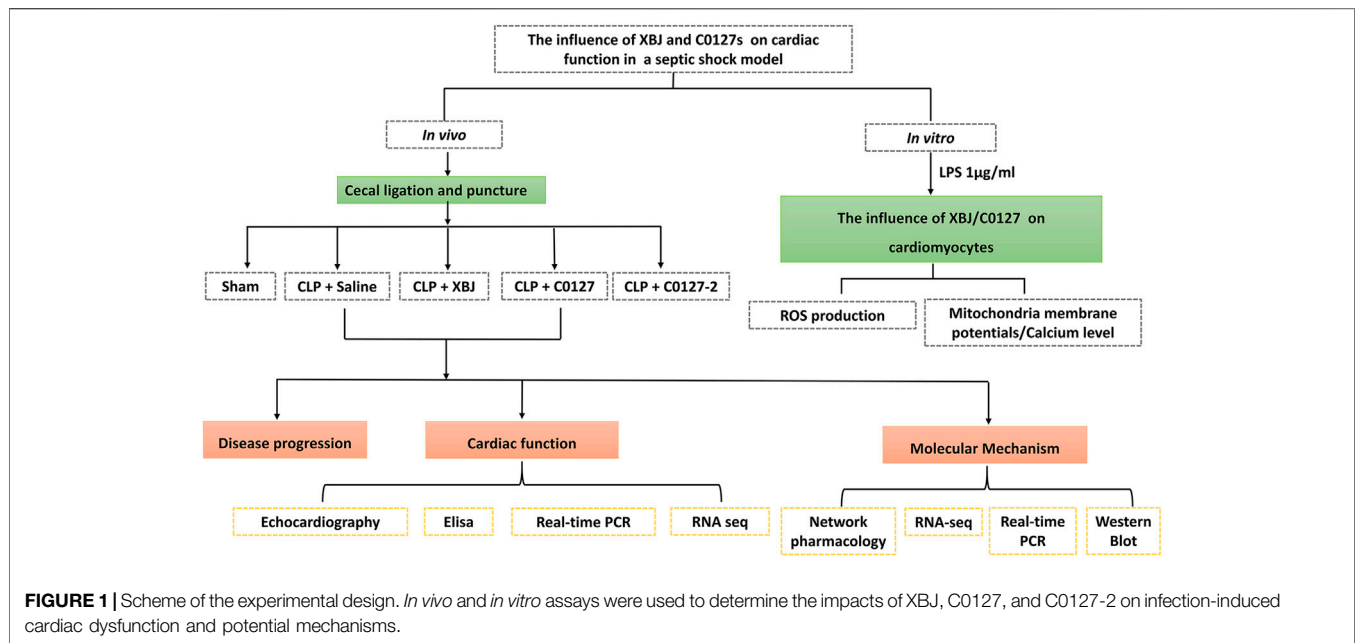 The influence of XBJ and C0127s on cardiac
function in a septic shock model
In vivo
In vitro
LPS 1μg/ml
Cecal ligation and puncture
The influence of XBJ/C0127 on
cardiomyocytes
Sham
CLP + Saline
CLP + XBJ
CLP + C0127
CLP + C0127-2
ROS production
Mitochondria membrane
potentials/Calcium level
Disease progression
Cardiac function
Molecular Mechanism
Echocardiography
Elisa
Real-time PCR
RNA seq
Network
pharmacology
RNA-seq
Real-time
PCR
Western
Blot
FIGURE 1 | Scheme of the experimental design. In vivo and in vitro assays were used to determine the impacts of XBJ, C0127, and C0127-2 on infection-induced
cardiac dysfunction and potential mechanisms.